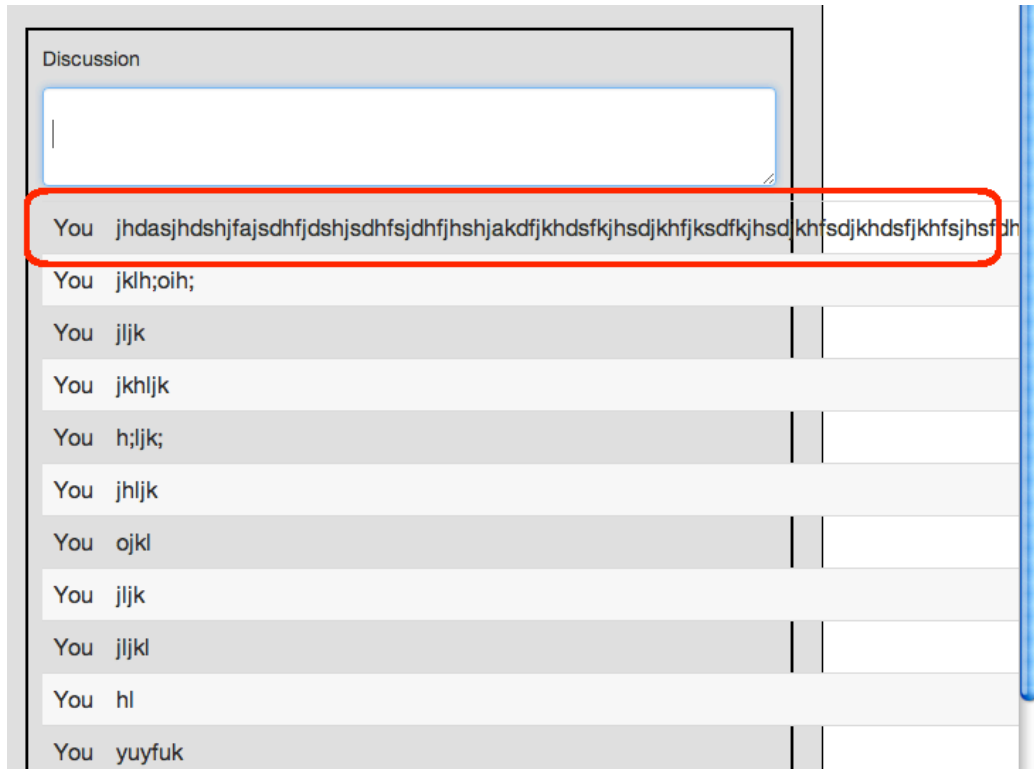 Discussion
You jhdasjhdshjfajsdhfjdshjsdhfsjdhfjhshjakdfjkhdsfkjhsdjkhfjksdfkjhsdjkhfsdjkhdsfjkhfsjhsfdh
You jklh;oih;
You jljk
You jkhljk
You h;ljk;
You jhljk
You ojkl
You jljk
You jljkl
You hl
You yuyfuk